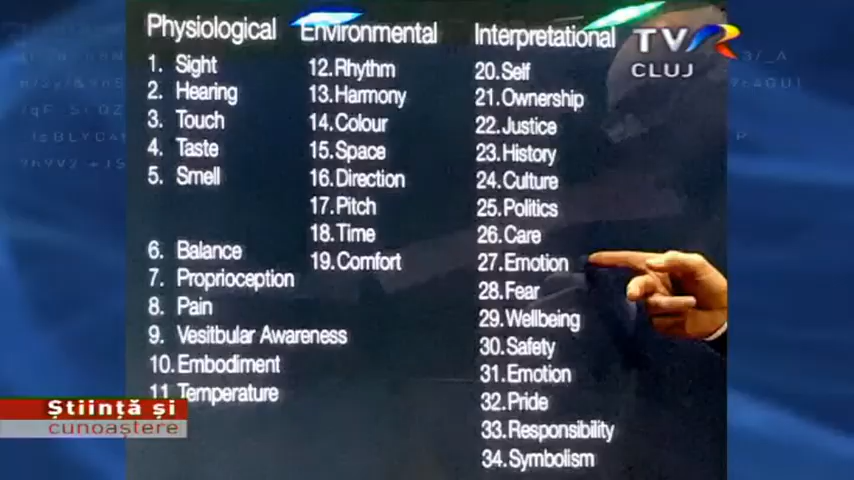 Physiological
1. Sight
2. Hearing
3. Touch
4. Taste
5. Smell
6. Balance
7. Proprioception
8. Pain
9. Vesitbular Awareness
10. Embodiment
11. Temperature
Environmental
12. Rhythm
13. Harmony
14. Colour
15. Space
16. Direction
17. Pitch
18. Time
19. Comfort
Interpretational
20. Self
21. Ownership
22. Justice
23. History
24. Culture
25. Politics
26. Care
27. Emotion
28. Fear
29. Wellbeing
30. Safety
31. Emotion
32. Pride
33. Responsibility
34. Symbolism
TVR
CLUJ
Știință și
cunoaștere